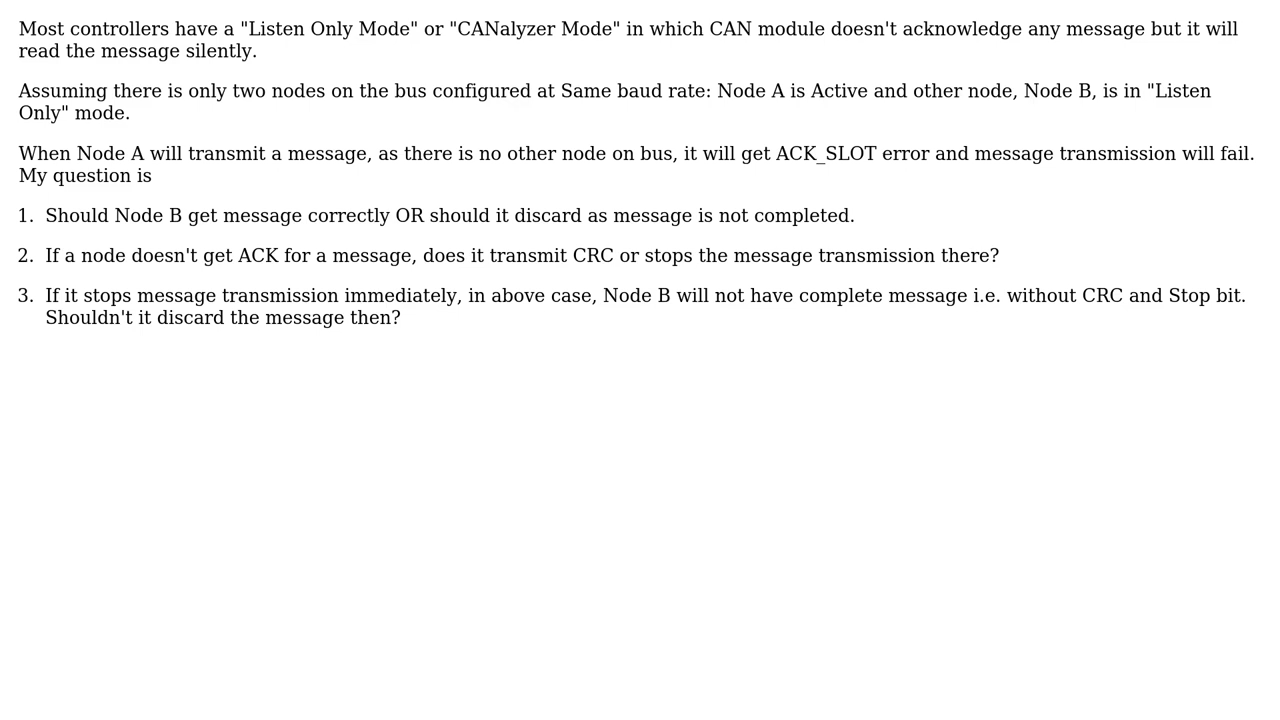 Most controllers have a "Listen Only Mode" or "CANalyzer Mode" in which CAN module doesn't acknowledge any message but it will
read the message silently.
Assuming there is only two nodes on the bus configured at Same baud rate: Node A is Active and other node, Node B, is in "Listen
Only" mode.
When Node A will transmit a message, as there is no other node on bus, it will get ACK_SLOT error and message transmission will fail.
My question is
1. Should Node B get message correctly OR should it discard as message is not completed.
2. If a node doesn't get ACK for a message, does it transmit CRC or stops the message transmission there?
3. If it stops message transmission immediately, in above case, Node B will not have complete message i.e. without CRC and Stop bit.
Shouldn't it discard the message then?